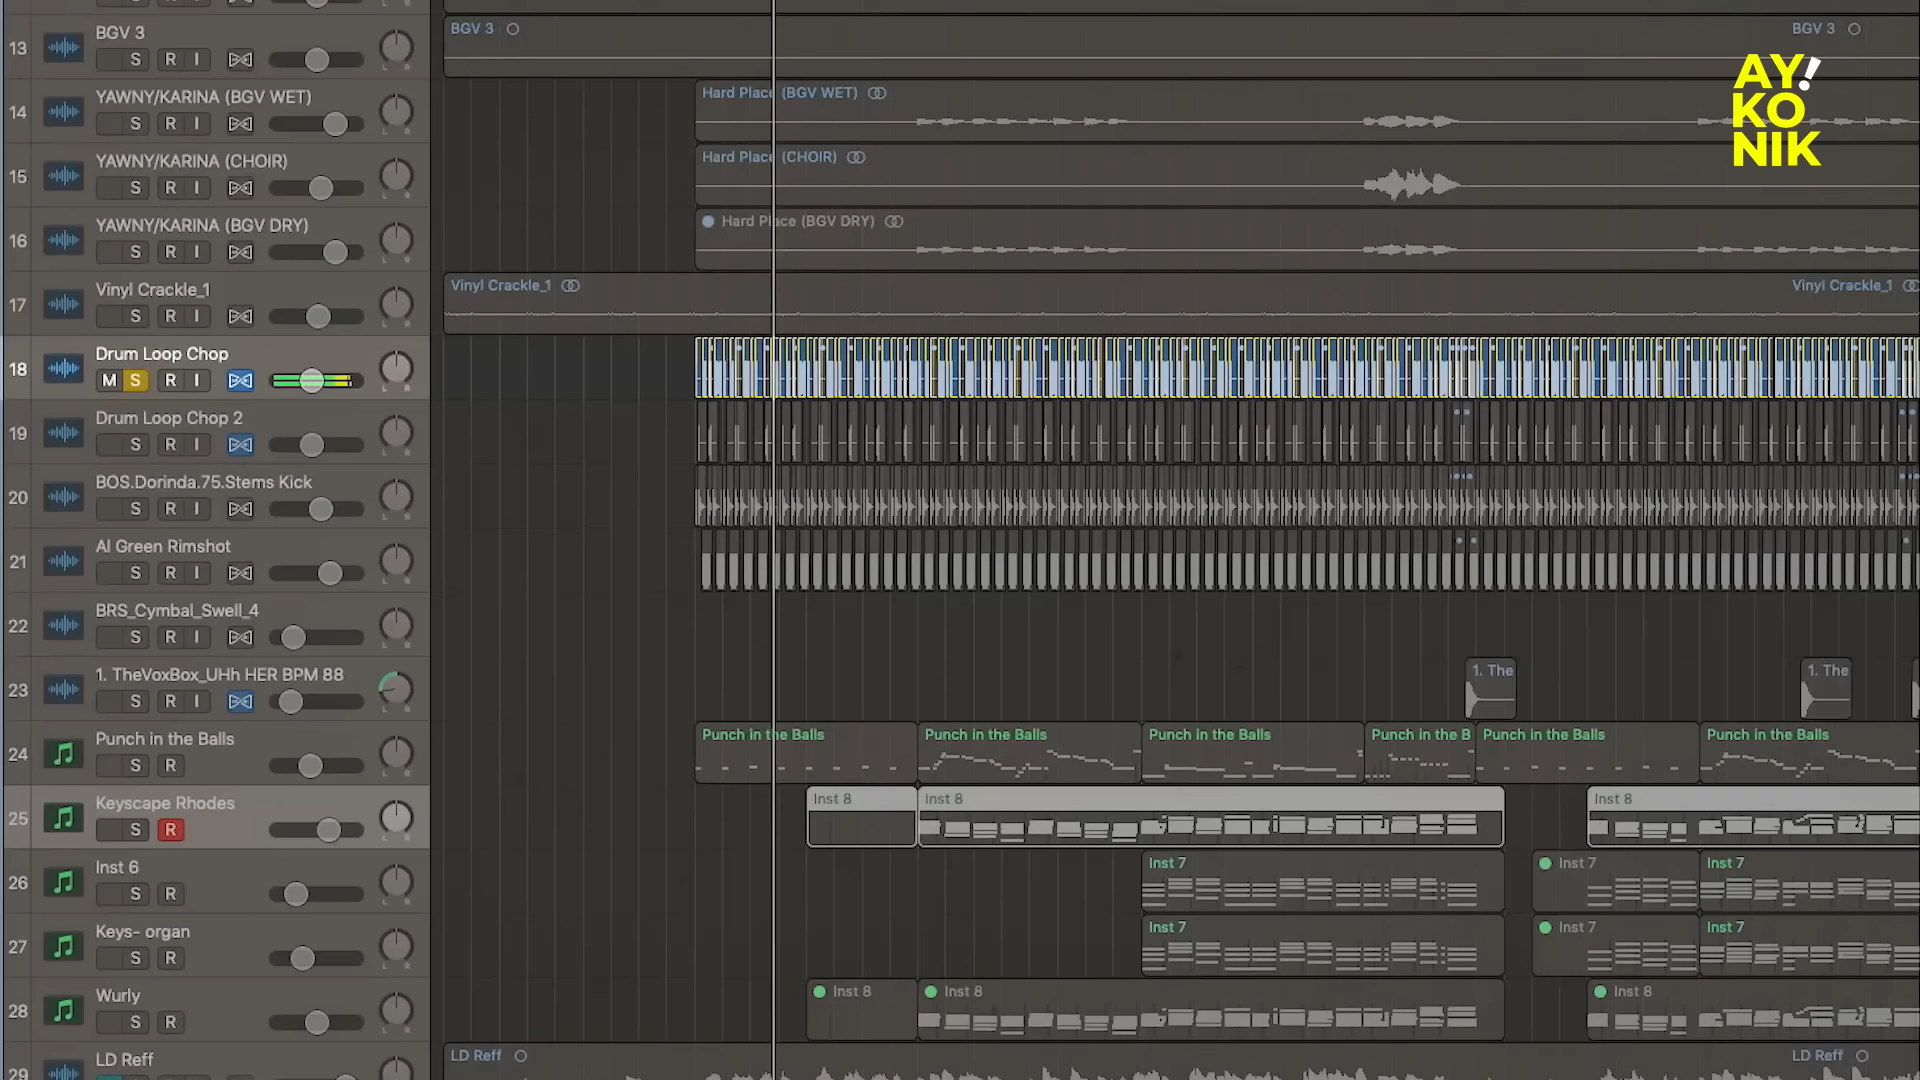 13 BGV 3
S R I
BGV 3
BGV 3
AY!
KO
NIK
14 YAWNY/KARINA (BGV WET)
S R I
Hard Place (BGV WET)
15 YAWNY/KARINA (CHOIR)
S R I
Hard Place (CHOIR)
16 YAWNY/KARINA (BGV DRY)
S R I
Hard Place (BGV DRY)
17 Vinyl Crackle_1
S R I
Vinyl Crackle_1
Vinyl Crackle_1
18 Drum Loop Chop
M S R I
19 Drum Loop Chop 2
S R I
20 BOS.Dorinda.75.Stems Kick
S R I
21 Al Green Rimshot
S R I
22 BRS_Cymbal_Swell_4
S R I
23 1. TheVoxBox_UHh HER BPM 88
S R I
1. The
1. The
24 Punch in the Balls
S R
Punch in the Balls
Punch in the Balls
Punch in the Balls
Punch in the B
Punch in the Balls
Punch in the Balls
25 Keyscape Rhodes
S R
Inst 8
Inst 8
Inst 8
26 Inst 6
S R
Inst 7
Inst 7
Inst 7
27 Keys- organ
S R
Inst 7
Inst 7
Inst 7
28 Wurly
S R
Inst 8
Inst 8
Inst 8
29 LD Reff
LD Reff
LD Reff